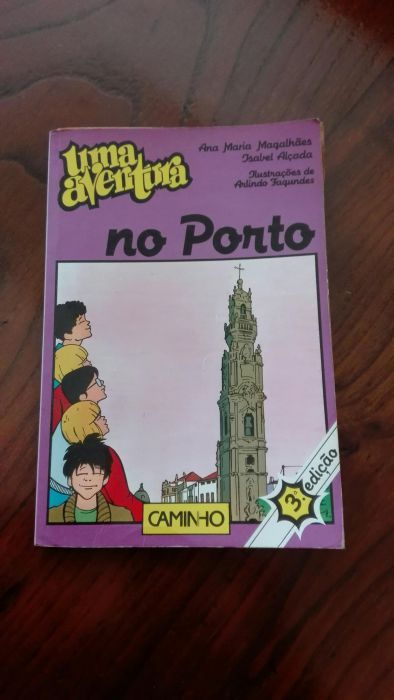 uma
aventura
Ana Maria Magalhães
Isabel Alçada
Ilustrações de
Arlindo Fagundes
no Porto
3.ª edição
CAMINHO